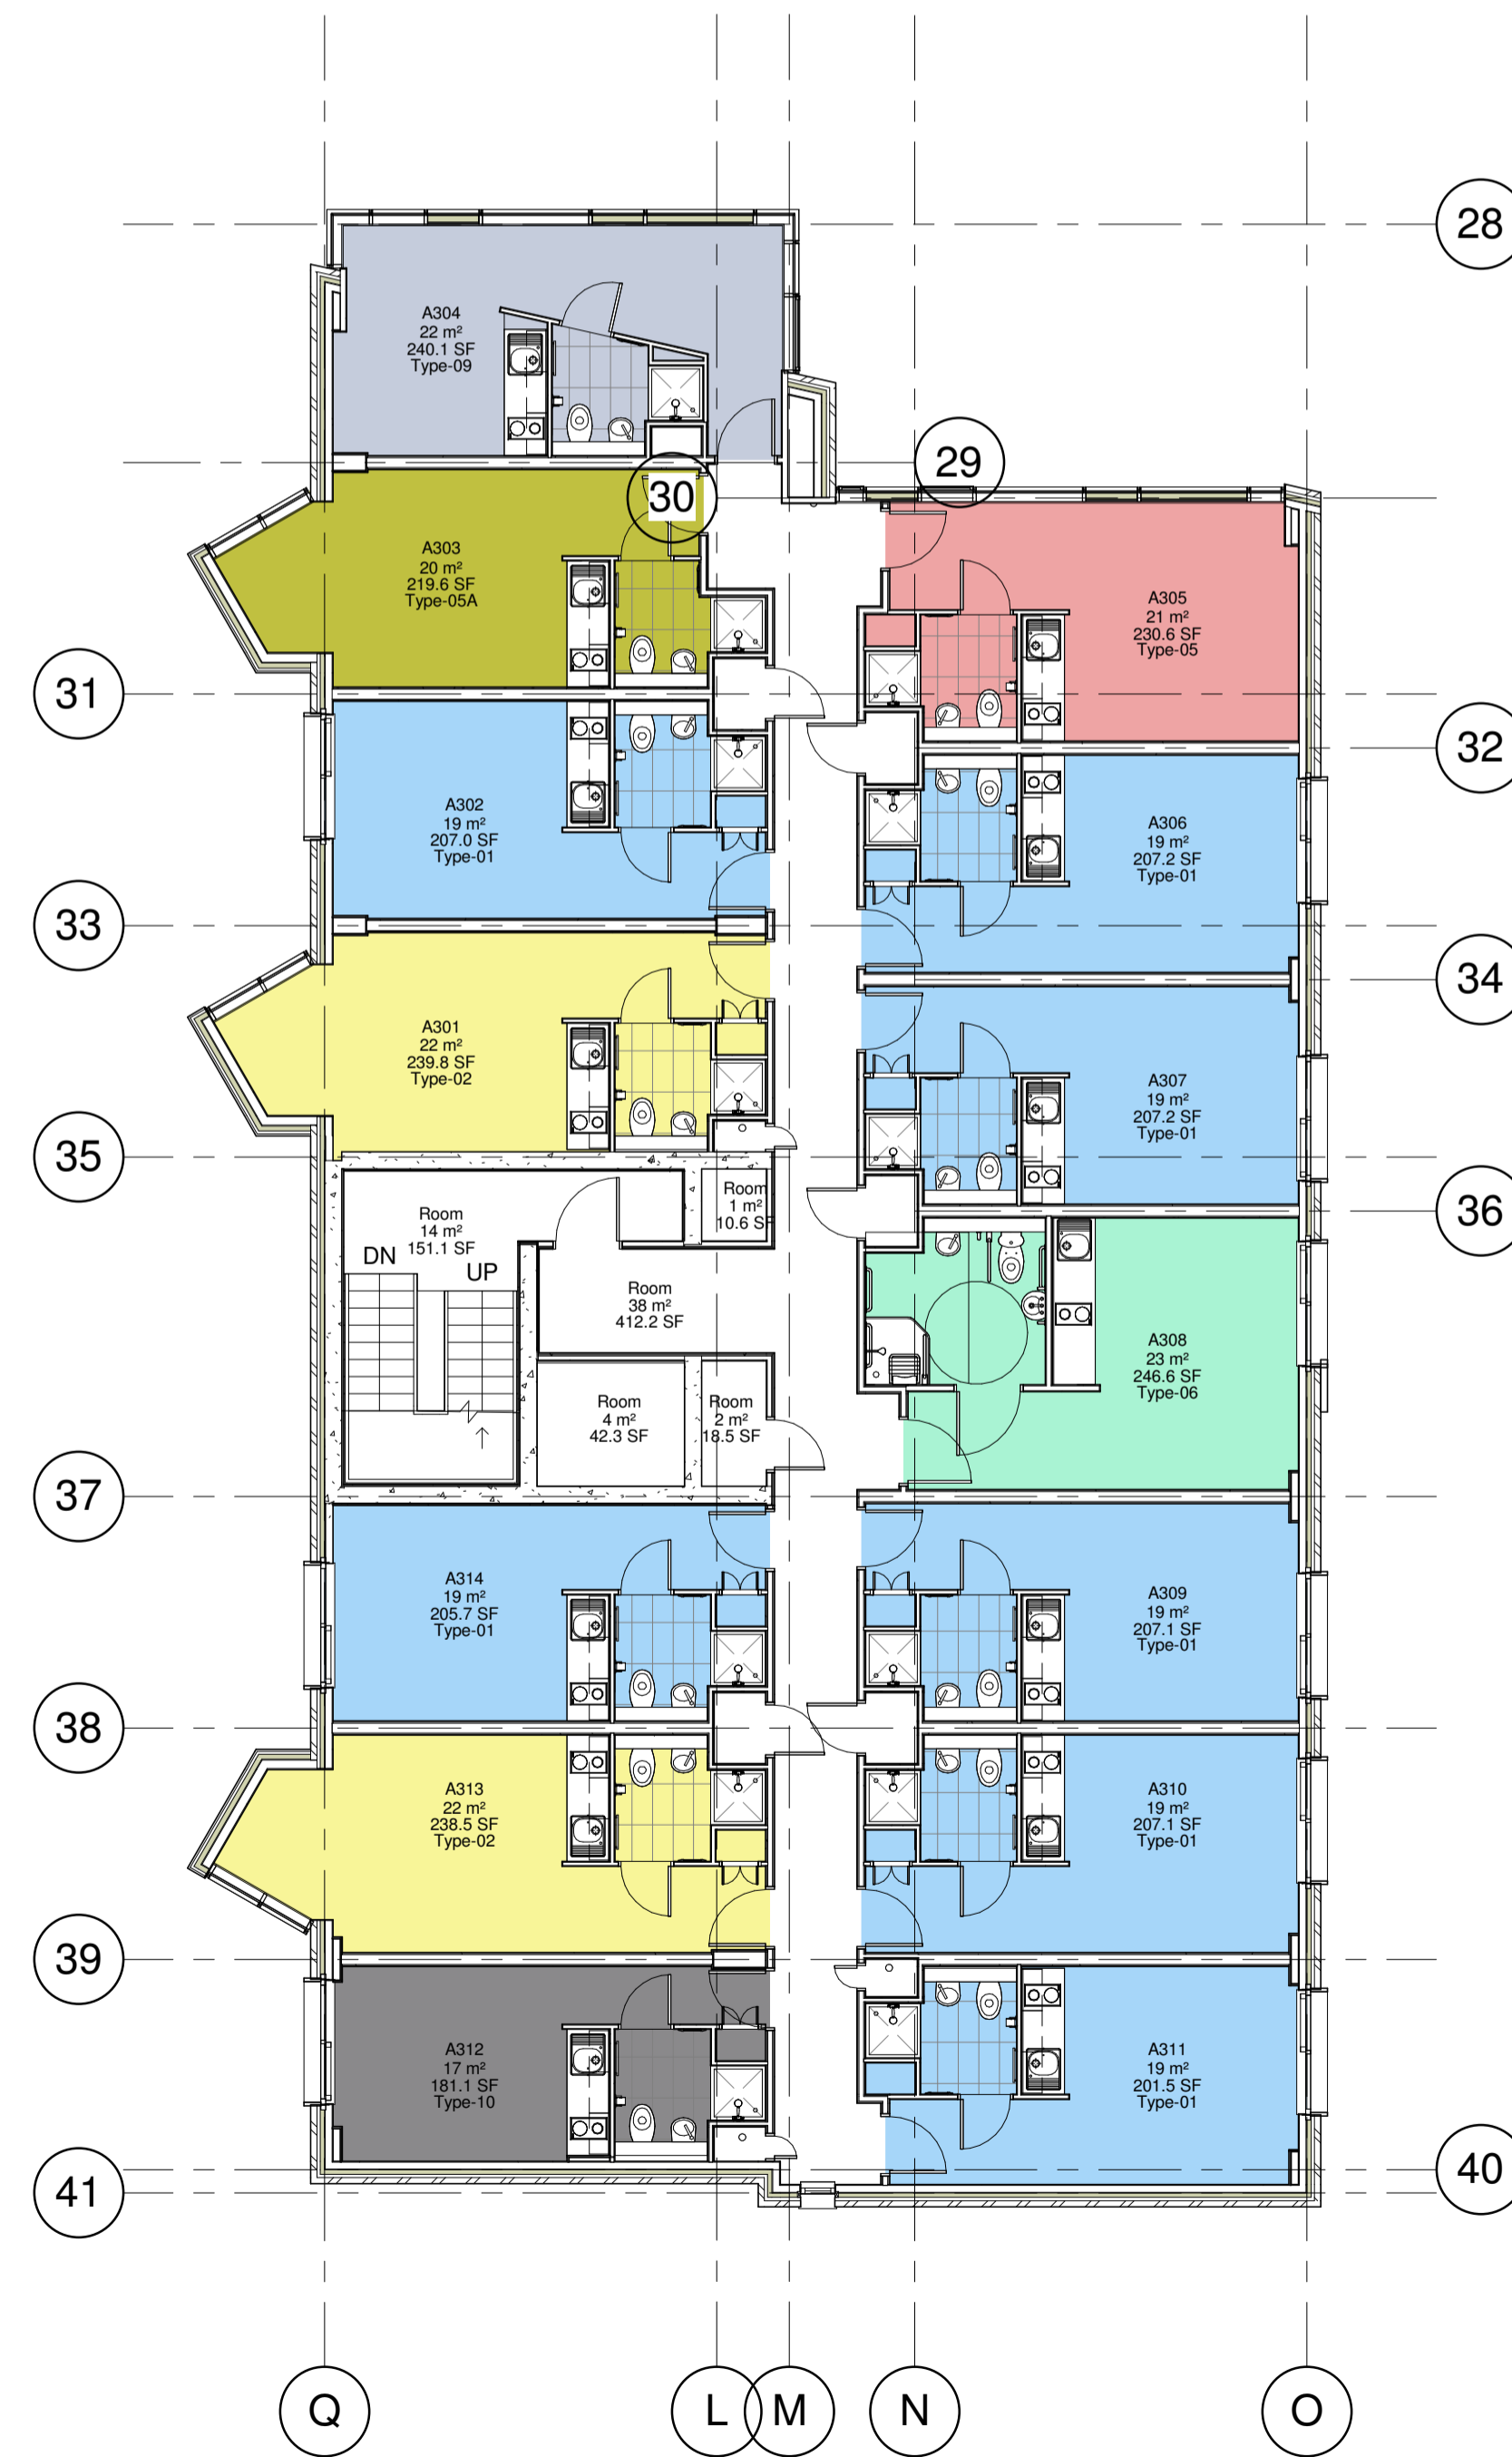 28
A304
22 m²
240.1 SF
Type-09
29
30
A303
20 m²
219.6 SF
Type-05A
A305
21 m²
230.6 SF
Type-05
31
32
A302
19 m²
207.0 SF
Type-01
A306
19 m²
207.2 SF
Type-01
33
34
A301
22 m²
239.8 SF
Type-02
A307
19 m²
207.2 SF
Type-01
35
36
Room
1 m²
10.6 SF
Room
14 m²
151.1 SF
DN
UP
Room
38 m²
412.2 SF
A308
23 m²
246.6 SF
Type-06
Room
4 m²
42.3 SF
Room
2 m²
18.5 SF
37
A314
19 m²
205.7 SF
Type-01
A309
19 m²
207.1 SF
Type-01
38
A313
22 m²
238.5 SF
Type-02
A310
19 m²
207.1 SF
Type-01
39
A312
17 m²
181.1 SF
Type-10
A311
19 m²
201.5 SF
Type-01
40
41
Q
L
M
N
O